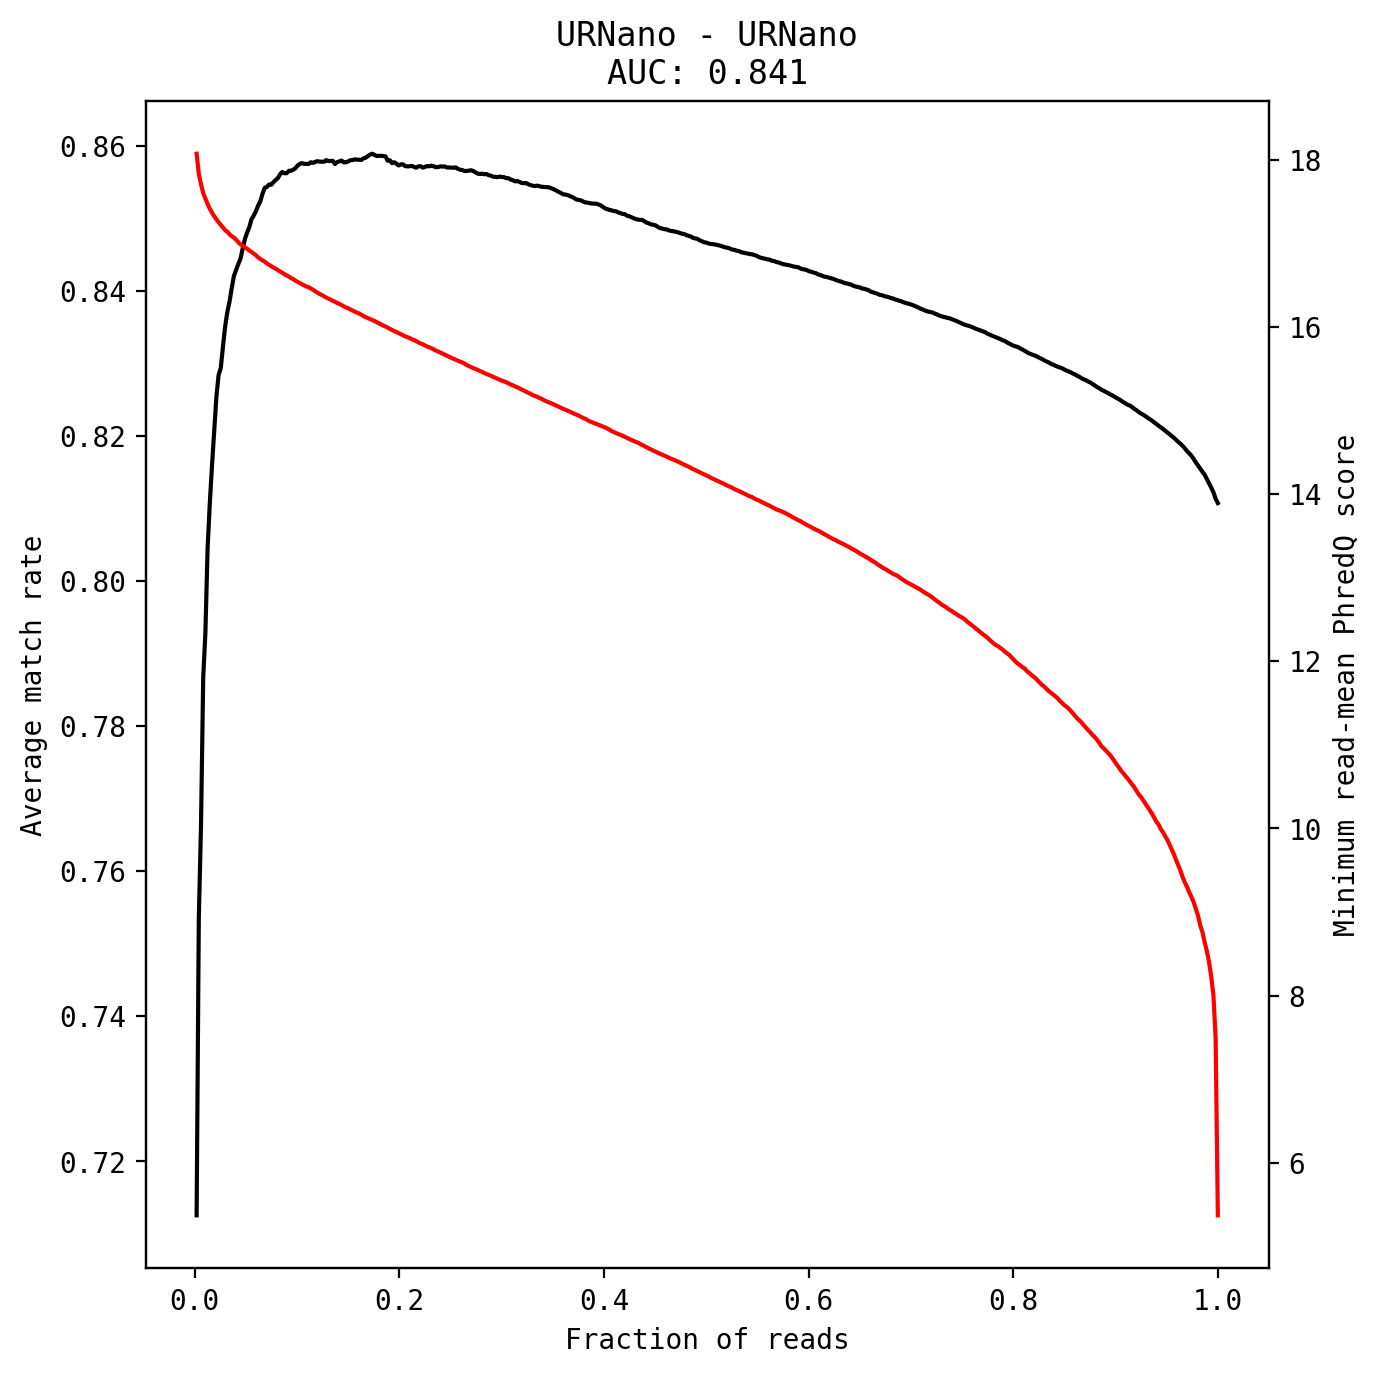 URNano - URNano
AUC: 0.841
0.86
0.84
0.82
0.80
0.78
0.76
0.74
0.72
Average match rate
18
16
14
12
10
8
6
Minimum read-mean PhredQ score
0.0 0.2 0.4 0.6 0.8 1.0
Fraction of reads